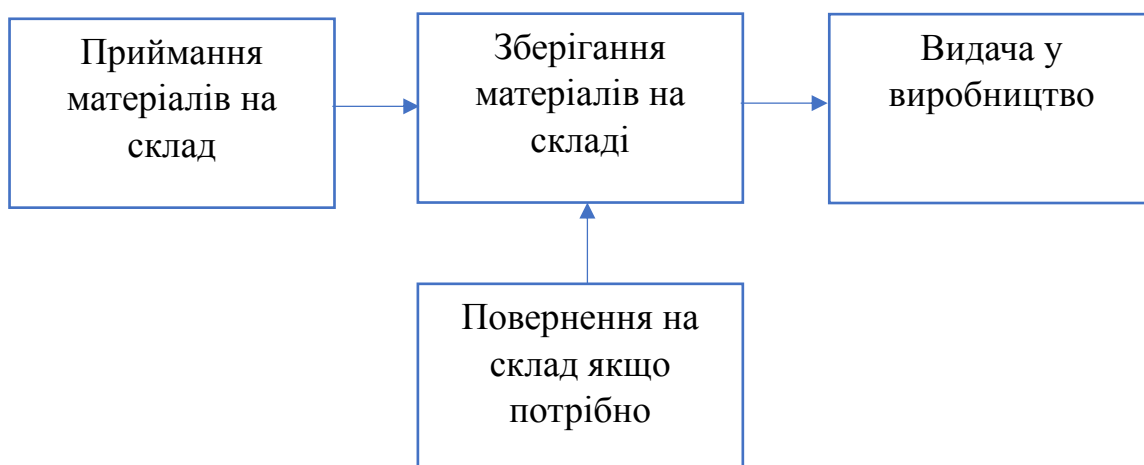 Приймання
матеріалів на
склад
Зберігання
матеріалів на
складі
Видача у
виробництво
Повернення на
склад якщо
потрібно